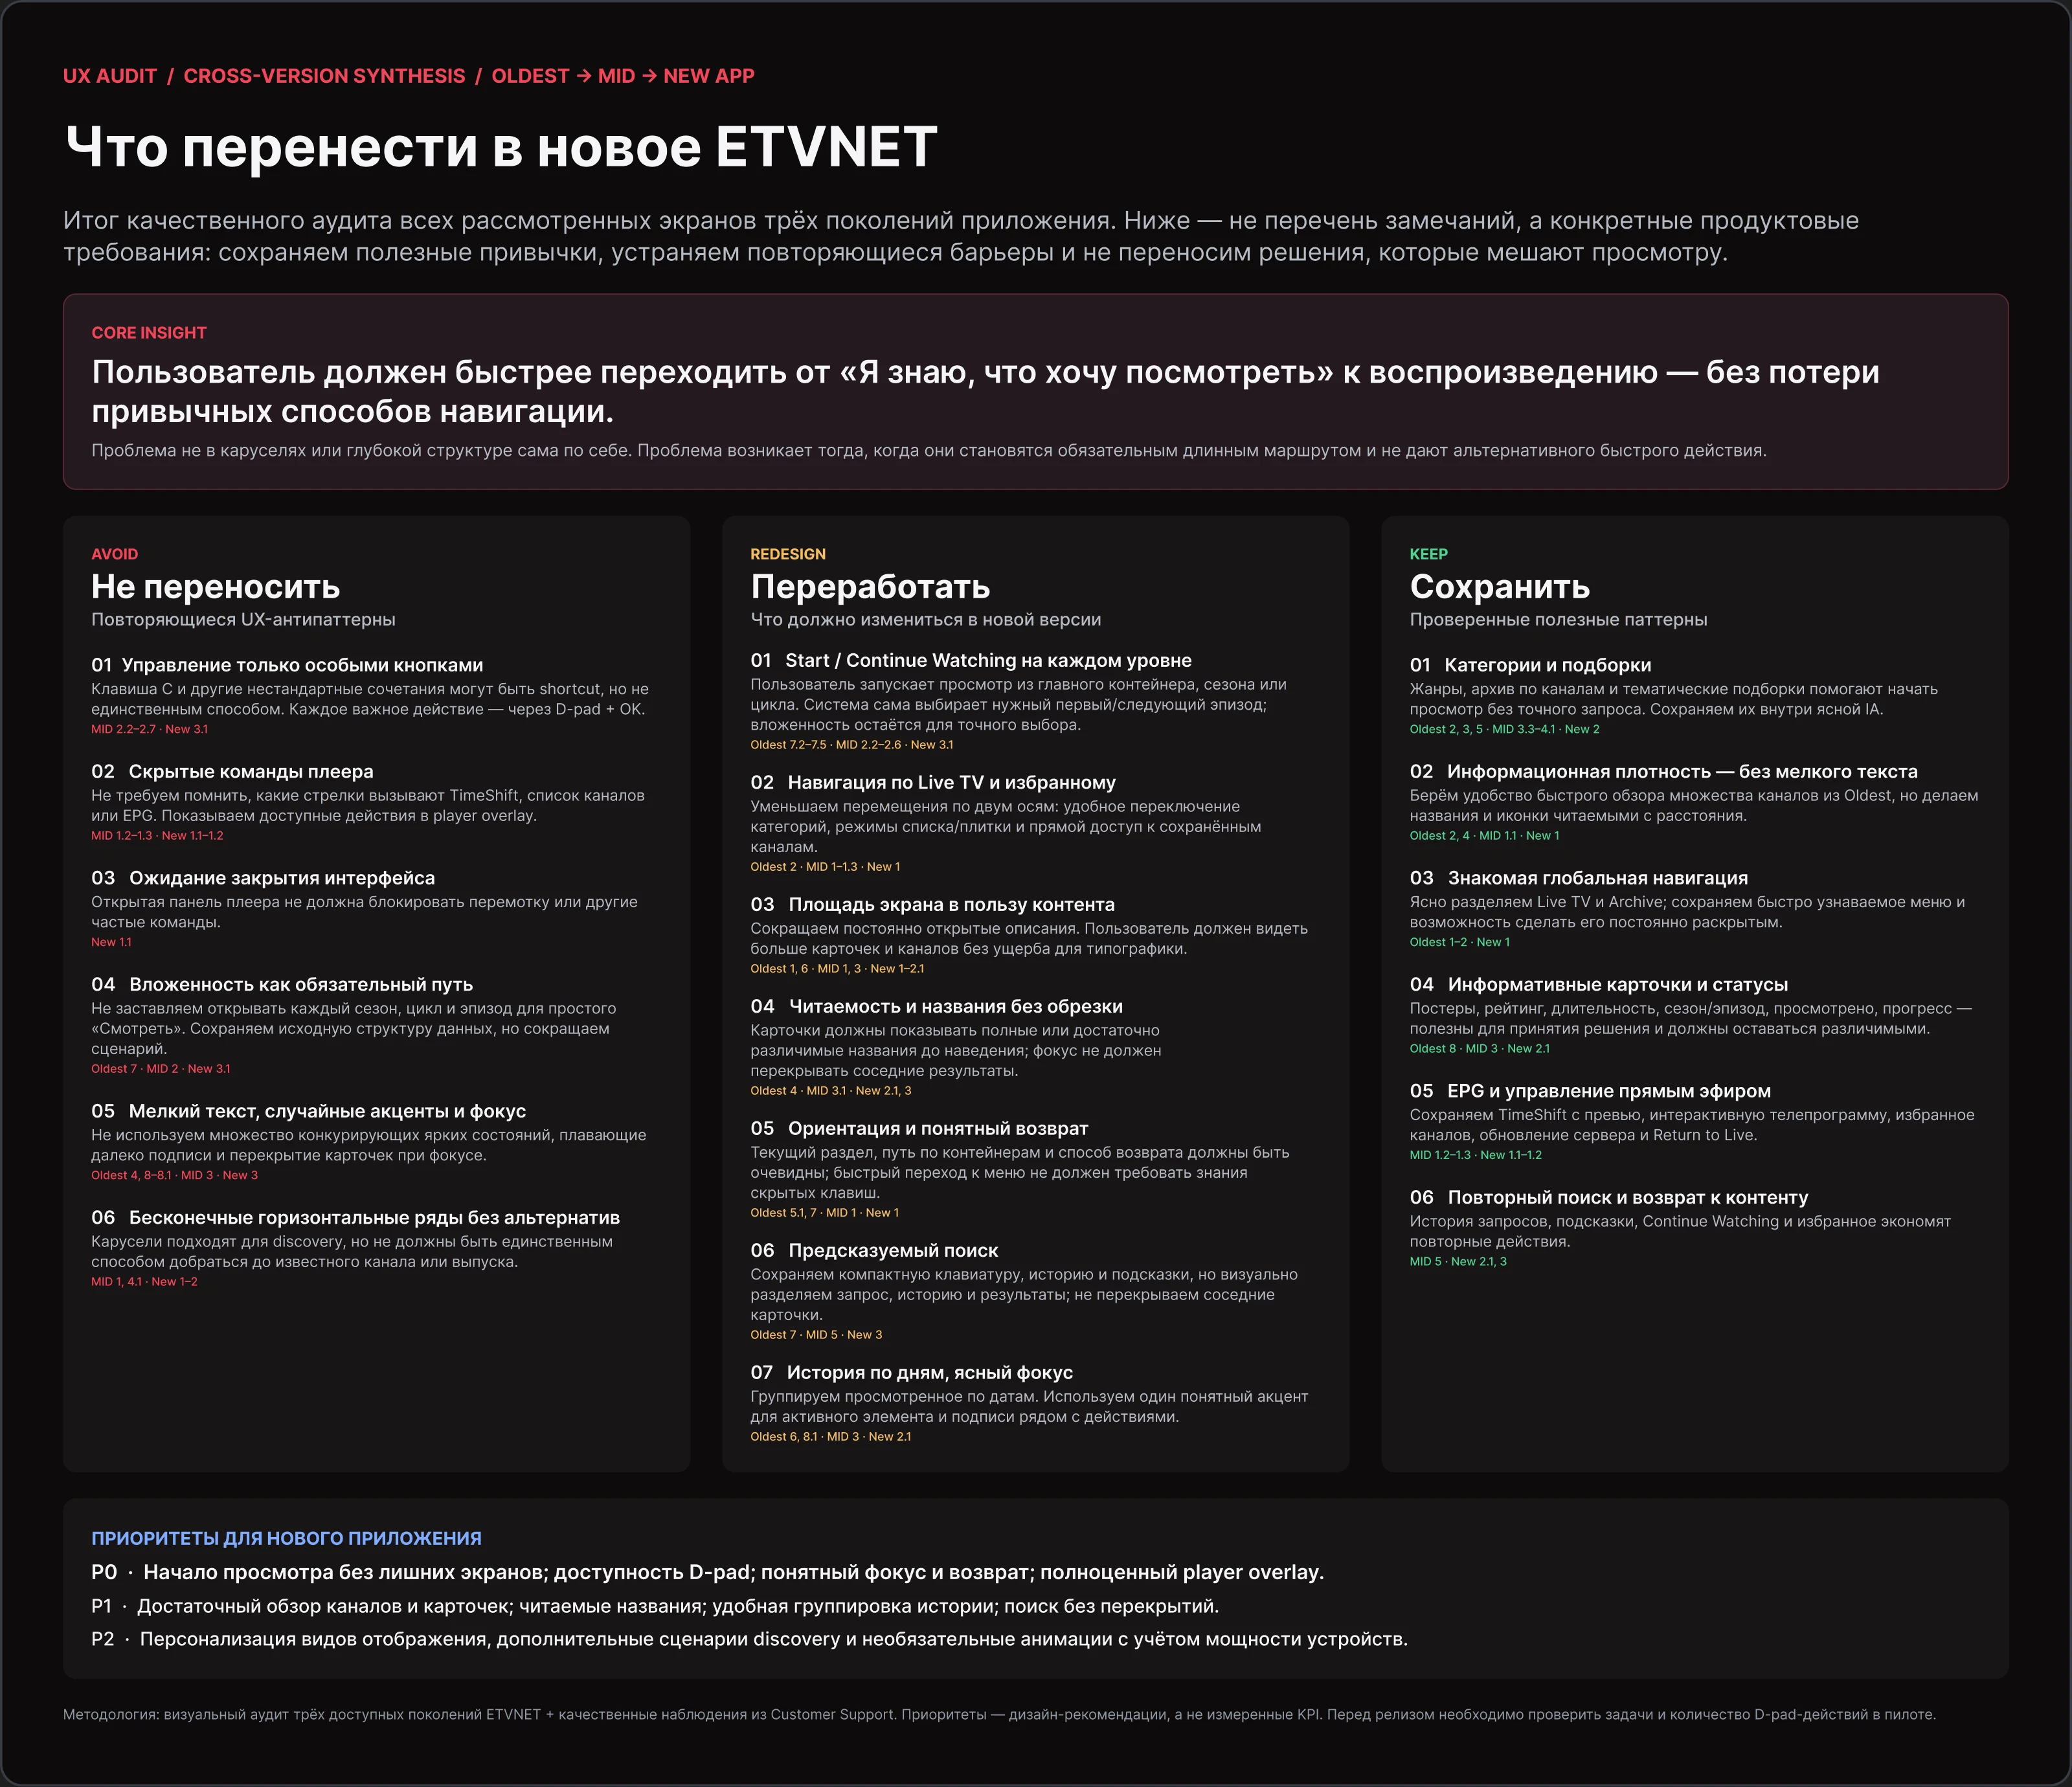 UX AUDIT / CROSS-VERSION SYNTHESIS / OLDEST → MID → NEW APP
Что перенести в новое ETVNET
Итог качественного аудита всех рассмотренных экранов трёх поколений приложения. Ниже — не перечень замечаний, а конкретные продуктовые
требования: сохраняем полезные привычки, устраняем повторяющиеся барьеры и не переносим решения, которые мешают просмотру.
CORE INSIGHT
Пользователь должен быстрее переходить от «Я знаю, что хочу посмотреть» к воспроизведению — без потери
привычных способов навигации.
Проблема не в каруселях или глубокой структуре сама по себе. Проблема возникает тогда, когда они становятся обязательным длинным маршрутом и не дают альтернативного быстрого действия.
AVOID
Не переносить
Повторяющиеся UX-антипаттерны
01 Управление только особыми кнопками
Клавиша C и другие нестандартные сочетания могут быть shortcut, но не
единственным способом. Каждое важное действие — через D-pad + OK.
MID 2.2–2.7 · New 3.1
02 Скрытые команды плеера
Не требуем помнить, какие стрелки вызывают TimeShift, список каналов
или EPG. Показываем доступные действия в player overlay.
MID 1.2–1.3 · New 1.1–1.2
03 Ожидание закрытия интерфейса
Открытая панель плеера не должна блокировать перемотку или другие
частые команды.
New 1.1
04 Вложенность как обязательный путь
Не заставляем открывать каждый сезон, цикл и эпизод для простого
«Смотреть». Сохраняем исходную структуру данных, но сокращаем
сценарий.
Oldest 7 · MID 2 · New 3.1
05 Мелкий текст, случайные акценты и фокус
Не используем множество конкурирующих ярких состояний, плавающие
далеко подписи и перекрытие карточек при фокусе.
Oldest 4, 8–8.1 · MID 3 · New 3
06 Бесконечные горизонтальные ряды без альтернатив
Карусели подходят для discovery, но не должны быть единственным
способом добраться до известного канала или выпуска.
MID 1, 4.1 · New 1–2
REDESIGN
Переработать
Что должно измениться в новой версии
01 Start / Continue Watching на каждом уровне
Пользователь запускает просмотр из главного контейнера, сезона или
цикла. Система сама выбирает нужный первый/следующий эпизод;
вложенность остаётся для точного выбора.
Oldest 7.2–7.5 · MID 2.2–2.6 · New 3.1
02 Навигация по Live TV и избранному
Уменьшаем перемещения по двум осям: удобное переключение
категорий, режимы списка/плитки и прямой доступ к сохранённым
каналам.
Oldest 2 · MID 1–1.3 · New 1
03 Площадь экрана в пользу контента
Сокращаем постоянно открытые описания. Пользователь должен видеть
больше карточек и каналов без ущерба для типографики.
Oldest 1, 6 · MID 1, 3 · New 1–2.1
04 Читаемость и названия без обрезки
Карточки должны показывать полные или достаточно
различимые названия до наведения; фокус не должен
перекрывать соседние результаты.
Oldest 4 · MID 3.1 · New 2.1, 3
05 Ориентация и понятный возврат
Текущий раздел, путь по контейнерам и способ возврата должны быть
очевидны; быстрый переход к меню не должен требовать знания
скрытых клавиш.
Oldest 5.1, 7 · MID 1 · New 1
06 Предсказуемый поиск
Сохраняем компактную клавиатуру, историю и подсказки, но визуально
разделяем запрос, историю и результаты; не перекрываем соседние
карточки.
Oldest 7 · MID 5 · New 3
07 История по дням, ясный фокус
Группируем просмотренное по датам. Используем один понятный акцент
для активного элемента и подписи рядом с действиями.
Oldest 6, 8.1 · MID 3 · New 2.1
KEEP
Сохранить
Проверенные полезные паттерны
01 Категории и подборки
Жанры, архив по каналам и тематические подборки помогают начать
просмотр без точного запроса. Сохраняем их внутри ясной IA.
Oldest 2, 3, 5 · MID 3.3–4.1 · New 2
02 Информационная плотность — без мелкого текста
Берём удобство быстрого обзора множества каналов из Oldest, но делаем
названия и иконки читаемыми с расстояния.
Oldest 2, 4 · MID 1.1 · New 1
03 Знакомая глобальная навигация
Ясно разделяем Live TV и Archive; сохраняем быстро узнаваемое меню и
возможность сделать его постоянно раскрытым.
Oldest 1–2 · New 1
04 Информативные карточки и статусы
Постеры, рейтинг, длительность, сезон/эпизод, просмотрено, прогресс —
полезны для принятия решения и должны оставаться различимыми.
Oldest 8 · MID 3 · New 2.1
05 EPG и управление прямым эфиром
Сохраняем TimeShift с превью, интерактивную телепрограмму, избранное
каналов, обновление сервера и Return to Live.
MID 1.2–1.3 · New 1.1–1.2
06 Повторный поиск и возврат к контенту
История запросов, подсказки, Continue Watching и избранное экономят
повторные действия.
MID 5 · New 2.1, 3
ПРИОРИТЕТЫ ДЛЯ НОВОГО ПРИЛОЖЕНИЯ
P0 · Начало просмотра без лишних экранов; доступность D-pad; понятный фокус и возврат; полноценный player overlay.
P1 · Достаточный обзор каналов и карточек; читаемые названия; удобная группировка истории; поиск без перекрытий.
P2 · Персонализация видов отображения, дополнительные сценарии discovery и необязательные анимации с учётом мощности устройств.
Методология: визуальный аудит трёх доступных поколений ETVNET + качественные наблюдения из Customer Support. Приоритеты — дизайн-рекомендации, а не измеренные KPI. Перед релизом необходимо проверить задачи и количество D-pad-действий в пилоте.